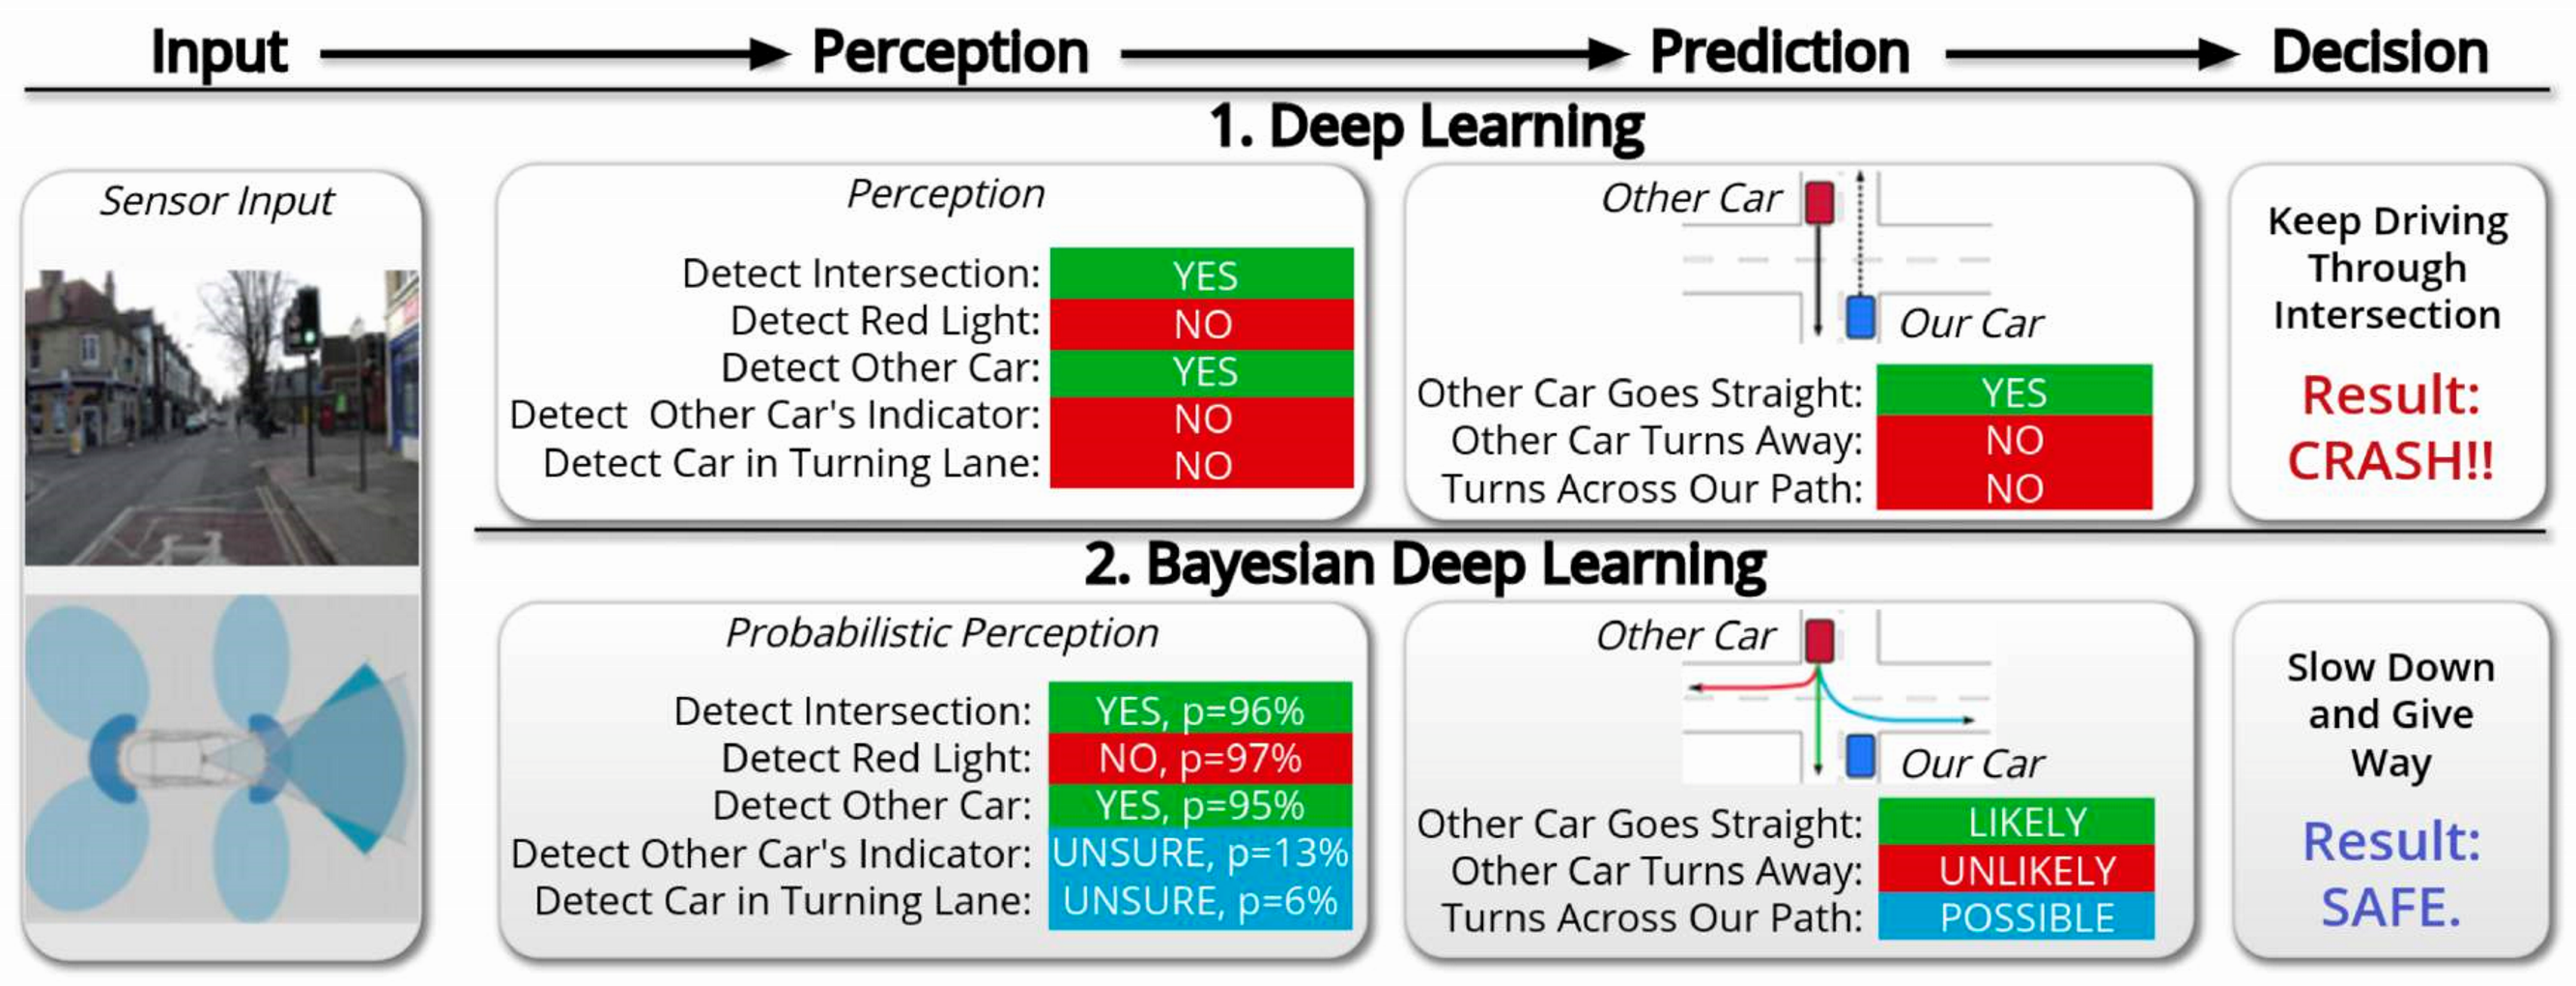 Input Perception Prediction Decision
1. Deep Learning
Sensor Input
Perception
Detect Intersection: YES
Detect Red Light: NO
Detect Other Car: YES
Detect  Other Car's Indicator: NO
Detect Car in Turning Lane: NO
Other Car
Our Car
Other Car Goes Straight: YES
Other Car Turns Away: NO
Turns Across Our Path: NO
Keep Driving
Through
Intersection
Result:
CRASH!!
2. Bayesian Deep Learning
Probabilistic Perception
Detect Intersection: YES, p=96%
Detect Red Light: NO, p=97%
Detect Other Car: YES, p=95%
Detect Other Car's Indicator: UNSURE, p=13%
Detect Car in Turning Lane: UNSURE, p=6%
Other Car
Our Car
Other Car Goes Straight: LIKELY
Other Car Turns Away: UNLIKELY
Turns Across Our Path: POSSIBLE
Slow Down
and Give
Way
Result:
SAFE.